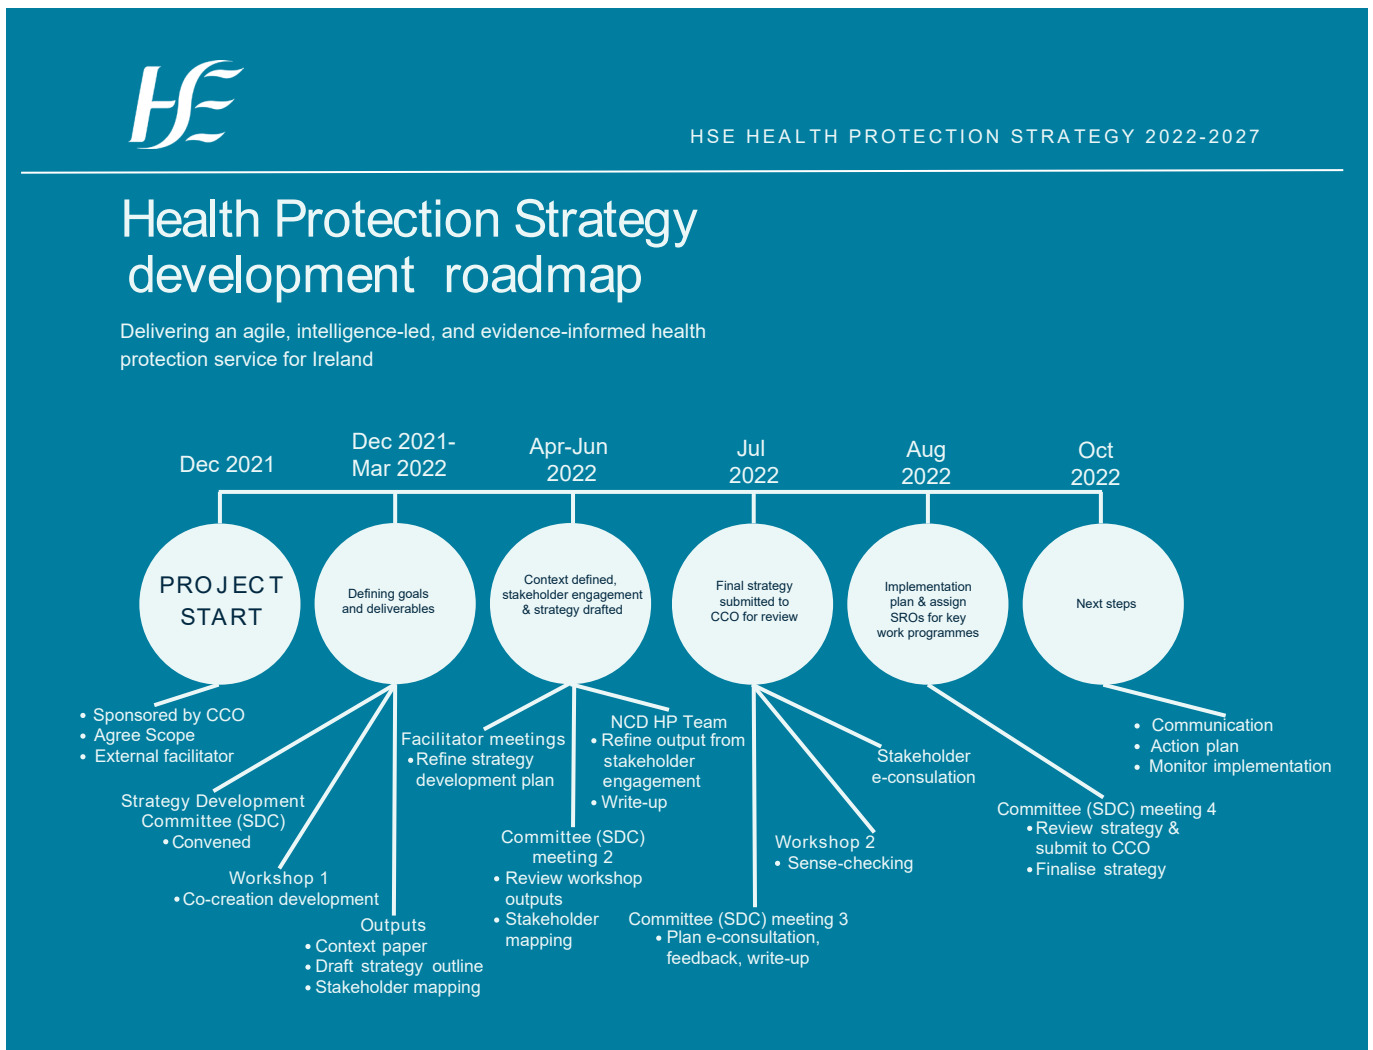 HSE
HSE HEALTH PROTECTION STRATEGY 2022-2027
Health Protection Strategy
development roadmap
Delivering an agile, intelligence-led, and evidence-informed health
protection service for Ireland
Dec 2021
Dec 2021-
Mar 2022
Apr-Jun
2022
Jul
2022
Aug
2022
Oct
2022
PROJECT
START
Defining goals
and deliverables
Context defined,
stakeholder engagement
& strategy drafted
Final strategy
submitted to
CCO for review
Implementation
plan & assign
SROs for key
work programmes
Next steps
• Sponsored by CCO
• Agree Scope
• External facilitator
Strategy Development
Committee (SDC)
• Convened
Workshop 1
• Co-creation development
Outputs
• Context paper
• Draft strategy outline
• Stakeholder mapping
Facilitator meetings
• Refine strategy
development plan
Committee (SDC)
meeting 2
• Review workshop
outputs
• Stakeholder
mapping
NCD HP Team
• Refine output from
stakeholder
engagement
• Write-up
Committee (SDC) meeting 3
• Plan e-consultation,
feedback, write-up
Workshop 2
• Sense-checking
Stakeholder
e-consulation
Committee (SDC) meeting 4
• Review strategy &
submit to CCO
• Finalise strategy
• Communication
• Action plan
• Monitor implementation